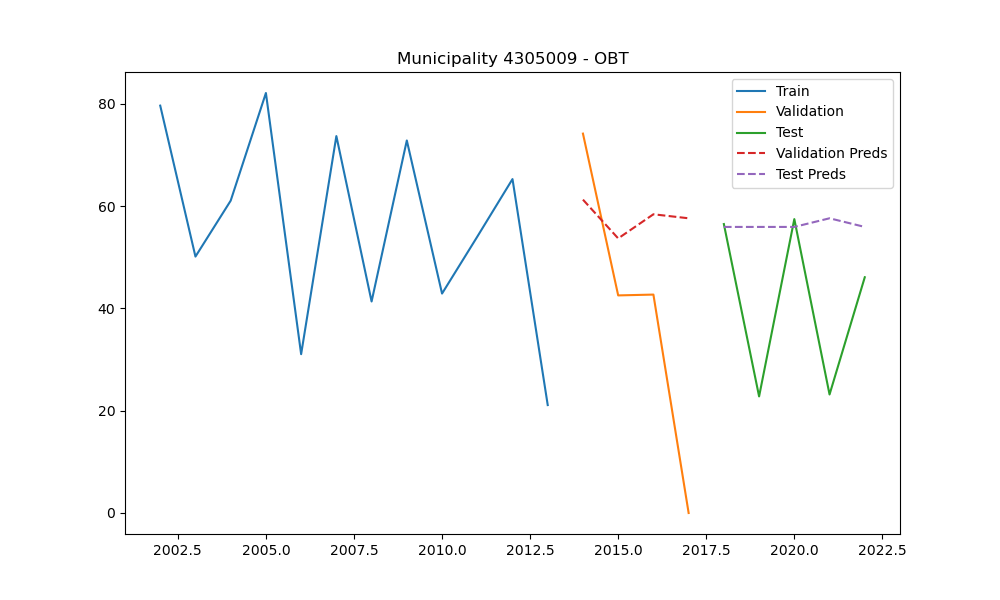 Municipality 4305009 - OBT
Train
Validation
Test
Validation Preds
Test Preds
80
60
40
20
0
2002.5 2005.0 2007.5 2010.0 2012.5 2015.0 2017.5 2020.0 2022.5